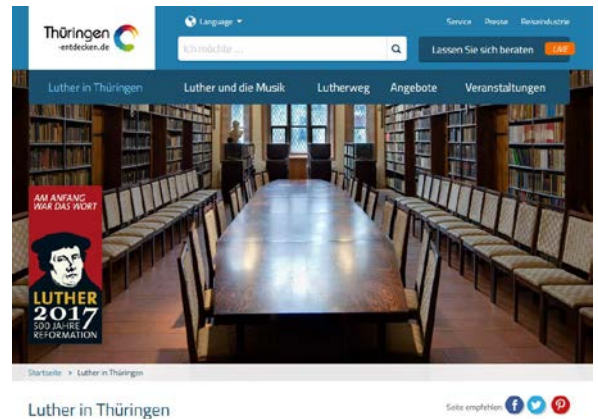 Thüringen
-entdecken.de
Language
Service Presse Reiseindustrie
Ich möchte ...
Lassen Sie sich beraten LIVE
Luther in Thüringen Luther und die Musik Lutherweg Angebote Veranstaltungen
AM ANFANG
WAR DAS WORT
LUTHER
2017
500 JAHRE
REFORMATION
Startseite > Luther in Thüringen
Luther in Thüringen
Seite empfehlen